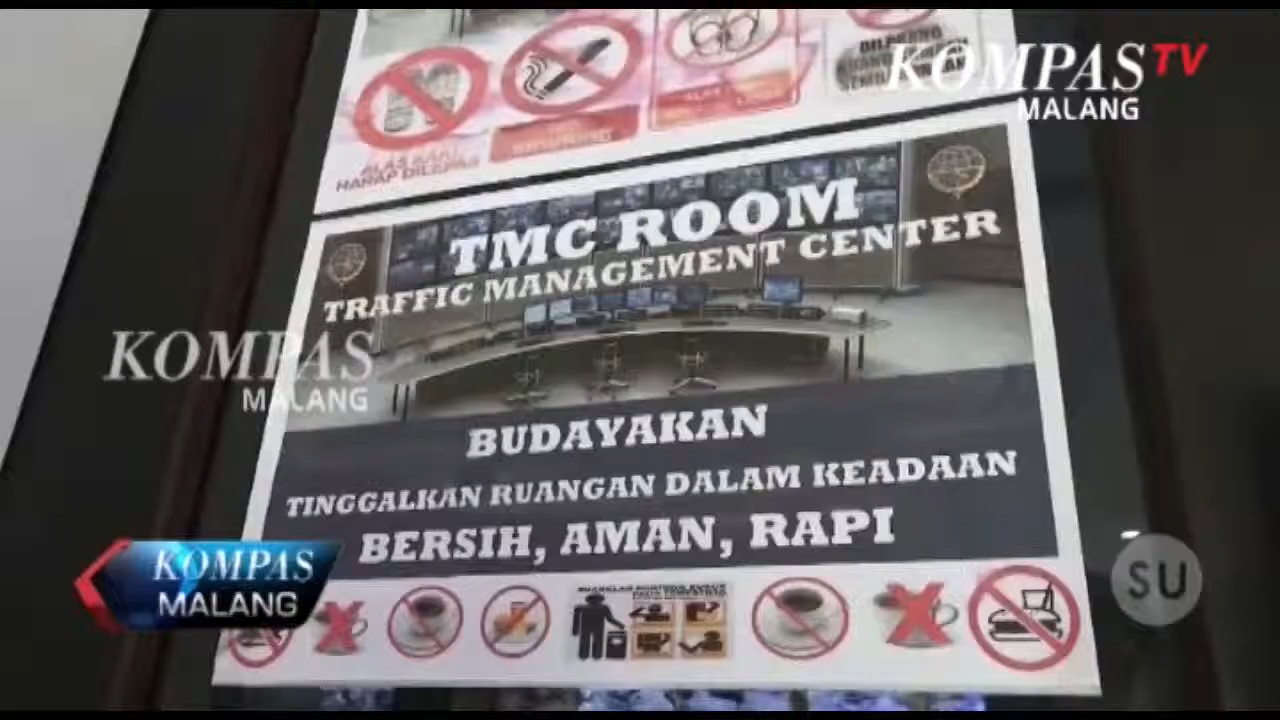 KOMPAS TV
MALANG
ALAS KAKI
HARAP DILEPAS
TMC ROOM
TRAFFIC MANAGEMENT CENTER
KOMPAS
MALANG
BUDAYAKAN
TINGGALKAN RUANGAN DALAM KEADAAN
BERSIH, AMAN, RAPI
KOMPAS
MALANG
SU